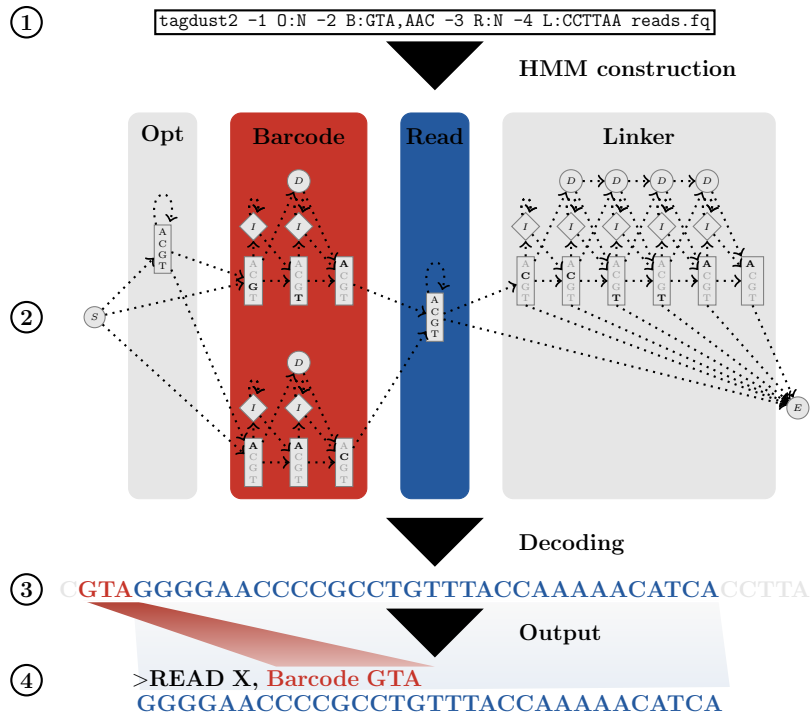 1 tagdust2 -1 O:N -2 B:GTA,AAC -3 R:N -4 L:CCTTAA reads.fq
HMM construction
Opt Barcode Read Linker
D D D D D
I I I I I I I
A C G T
A C G T A C G T A C G T
A C G T
A C G T A C G T A C G T A C G T A C G T A C G T
2
S
D
I I
E
A C G T A C G T A C G T
Decoding
3 CGTAGGGGAACCCCGCCTGTTTACCAAAAACATCACCTTA
Output
4 >READ X, Barcode GTA
GGGGAACCCCGCCTGTTTACCAAAAACATCA